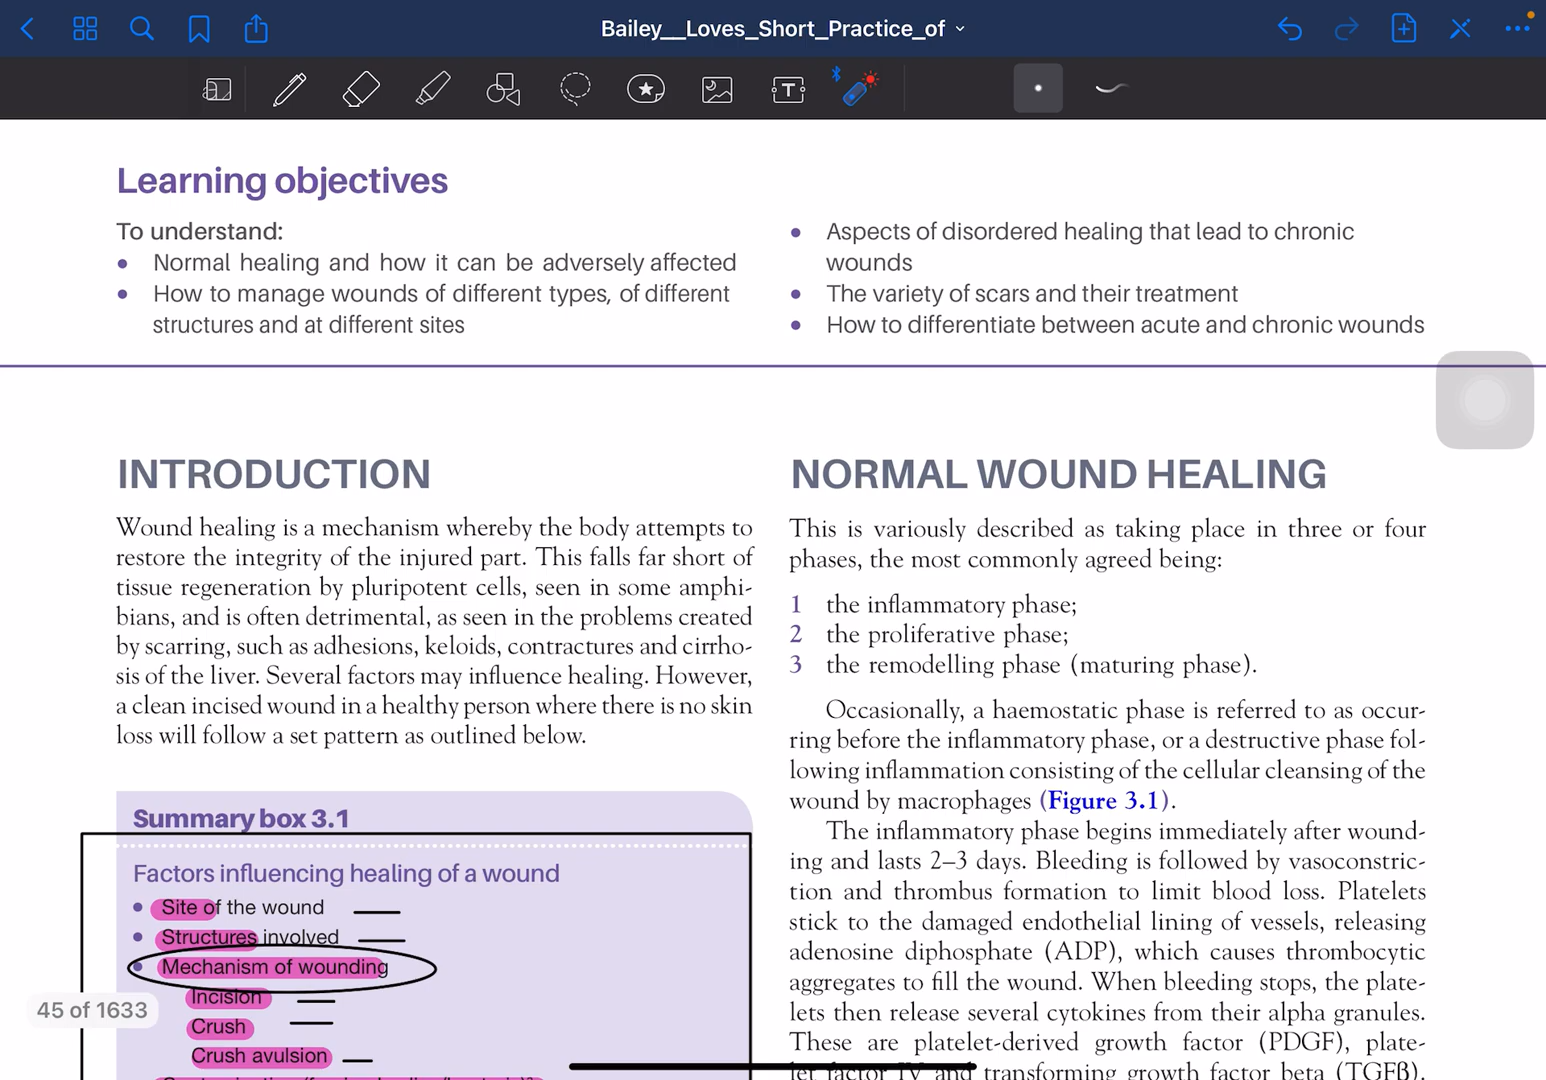 Bailey__Loves_Short_Practice_of
T
Learning objectives
To understand:
• Normal healing and how it can be adversely affected
• How to manage wounds of different types, of different
structures and at different sites
• Aspects of disordered healing that lead to chronic
wounds
• The variety of scars and their treatment
• How to differentiate between acute and chronic wounds
INTRODUCTION
Wound healing is a mechanism whereby the body attempts to
restore the integrity of the injured part. This falls far short of
tissue regeneration by pluripotent cells, seen in some amphi-
bians, and is often detrimental, as seen in the problems created
by scarring, such as adhesions, keloids, contractures and cirrho-
sis of the liver. Several factors may influence healing. However,
a clean incised wound in a healthy person where there is no skin
loss will follow a set pattern as outlined below.
Summary box 3.1
Factors influencing healing of a wound
• Site of the wound
• Structures involved
• Mechanism of wounding
Incision
Crush
Crush avulsion
45 of 1633
NORMAL WOUND HEALING
This is variously described as taking place in three or four
phases, the most commonly agreed being:
1 the inflammatory phase;
2 the proliferative phase;
3 the remodelling phase (maturing phase).
Occasionally, a haemostatic phase is referred to as occur-
ring before the inflammatory phase, or a destructive phase fol-
lowing inflammation consisting of the cellular cleansing of the
wound by macrophages (Figure 3.1).
The inflammatory phase begins immediately after wound-
ing and lasts 2–3 days. Bleeding is followed by vasoconstric-
tion and thrombus formation to limit blood loss. Platelets
stick to the damaged endothelial lining of vessels, releasing
adenosine diphosphate (ADP), which causes thrombocytic
aggregates to fill the wound. When bleeding stops, the plate-
lets then release several cytokines from their alpha granules.
These are platelet-derived growth factor (PDGF), plate-
let factor IV and transforming growth factor beta (TGFβ).